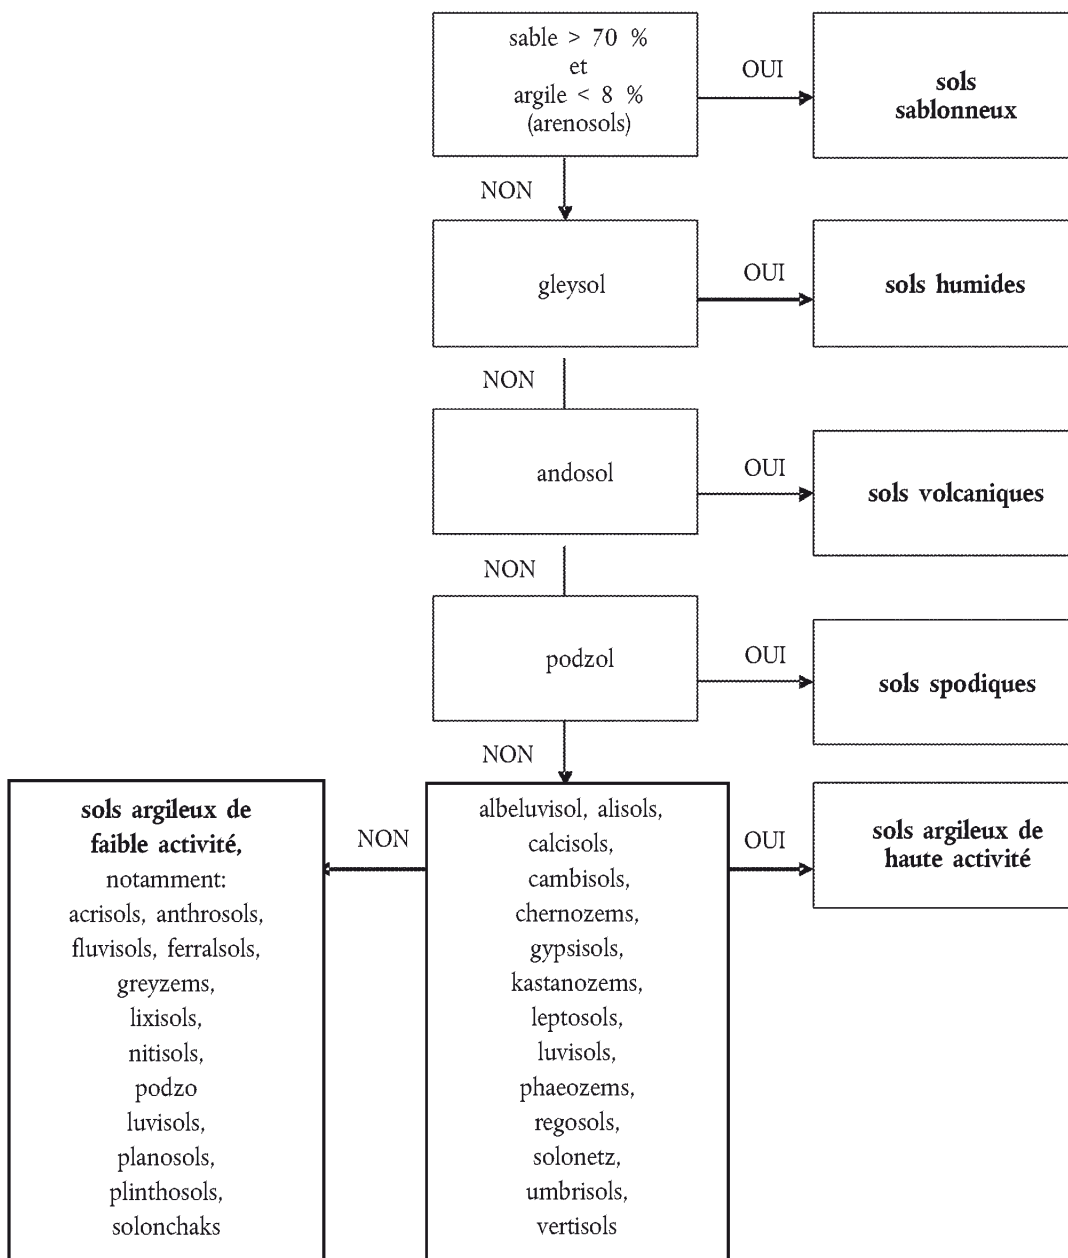 sable > 70 %
et
argile < 8 %
(arenosols)
OUI
sols
sablonneux
NON
gleysol
OUI
sols humides
NON
andosol
OUI
sols volcaniques
NON
podzol
OUI
sols spodiques
NON
albeluvisol, alisols,
calcisols,
cambisols,
chernozems,
gypsisols,
kastanozems,
leptosols,
luvisols,
phaeozems,
regosols,
solonetz,
umbrisols,
vertisols
OUI
sols argileux de
haute activité
NON
sols argileux de
faible activité,
notamment:
acrisols, anthrosols,
fluvisols, ferralsols,
greyzems,
lixisols,
nitisols,
podzo
luvisols,
planosols,
plinthosols,
solonchaks